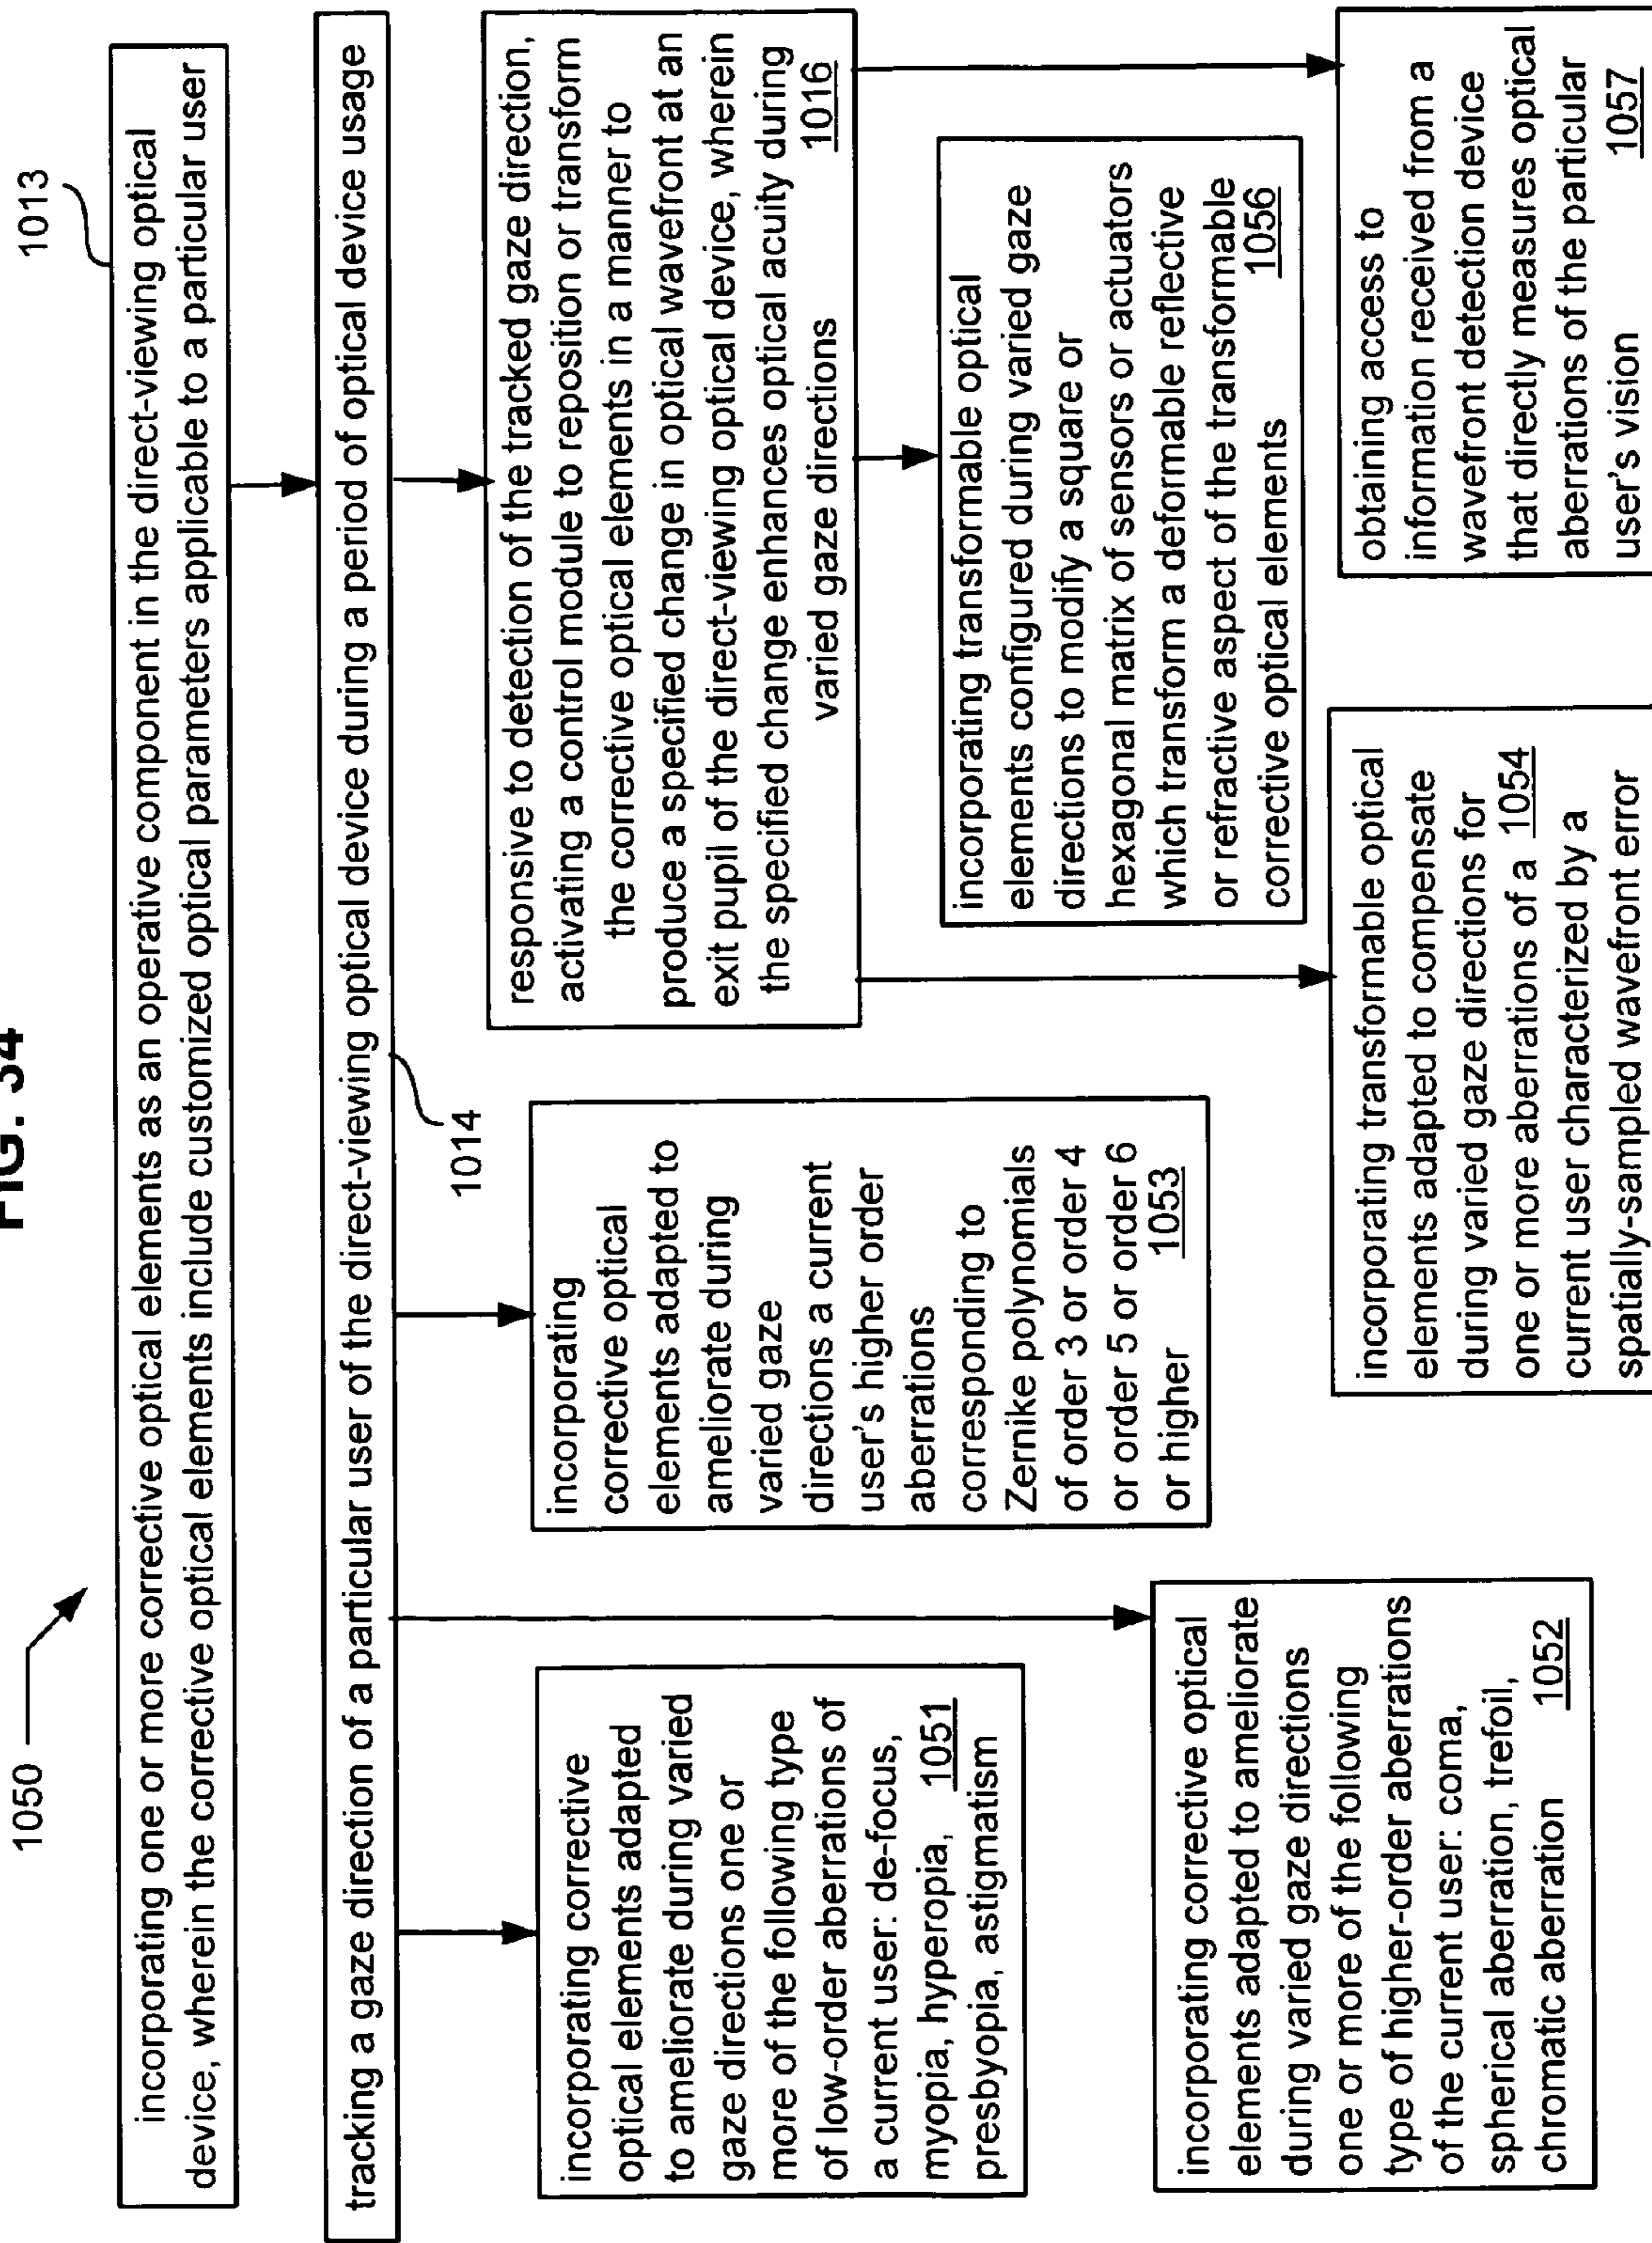 FIG. 34
1050
1013
incorporating one or more corrective optical elements as an operative component in the direct-viewing optical
device, wherein the corrective optical elements include customized optical parameters applicable to a particular user
tracking a gaze direction of a particular user of the direct-viewing optical device during a period of optical device usage
1014
responsive to detection of the tracked gaze direction,
activating a control module to reposition or transform
the corrective optical elements in a manner to
produce a specified change in optical wavefront at an
exit pupil of the direct-viewing optical device, wherein
the specified change enhances optical acuity during
varied gaze directions 1016
incorporating corrective
optical elements adapted
to ameliorate during varied
gaze directions one or
more of the following type
of low-order aberrations of
a current user: de-focus,
myopia, hyperopia, 1051
presbyopia, astigmatism
incorporating corrective optical
elements adapted to ameliorate
during varied gaze directions
one or more of the following
type of higher-order aberrations
of the current user: coma,
spherical aberration, trefoil,
chromatic aberration 1052
incorporating
corrective optical
elements adapted to
ameliorate during
varied gaze
directions a current
user's higher order
aberrations
corresponding to
Zernike polynomials
of order 3 or order 4
or order 5 or order 6
or higher 1053
incorporating transformable optical
elements adapted to compensate
during varied gaze directions for
one or more aberrations of a 1054
current user characterized by a
spatially-sampled wavefront error
incorporating transformable optical
elements configured during varied gaze
directions to modify a square or
hexagonal matrix of sensors or actuators
which transform a deformable reflective
or refractive aspect of the transformable
corrective optical elements 1056
obtaining access to
information received from a
wavefront detection device
that directly measures optical
aberrations of the particular
user's vision 1057